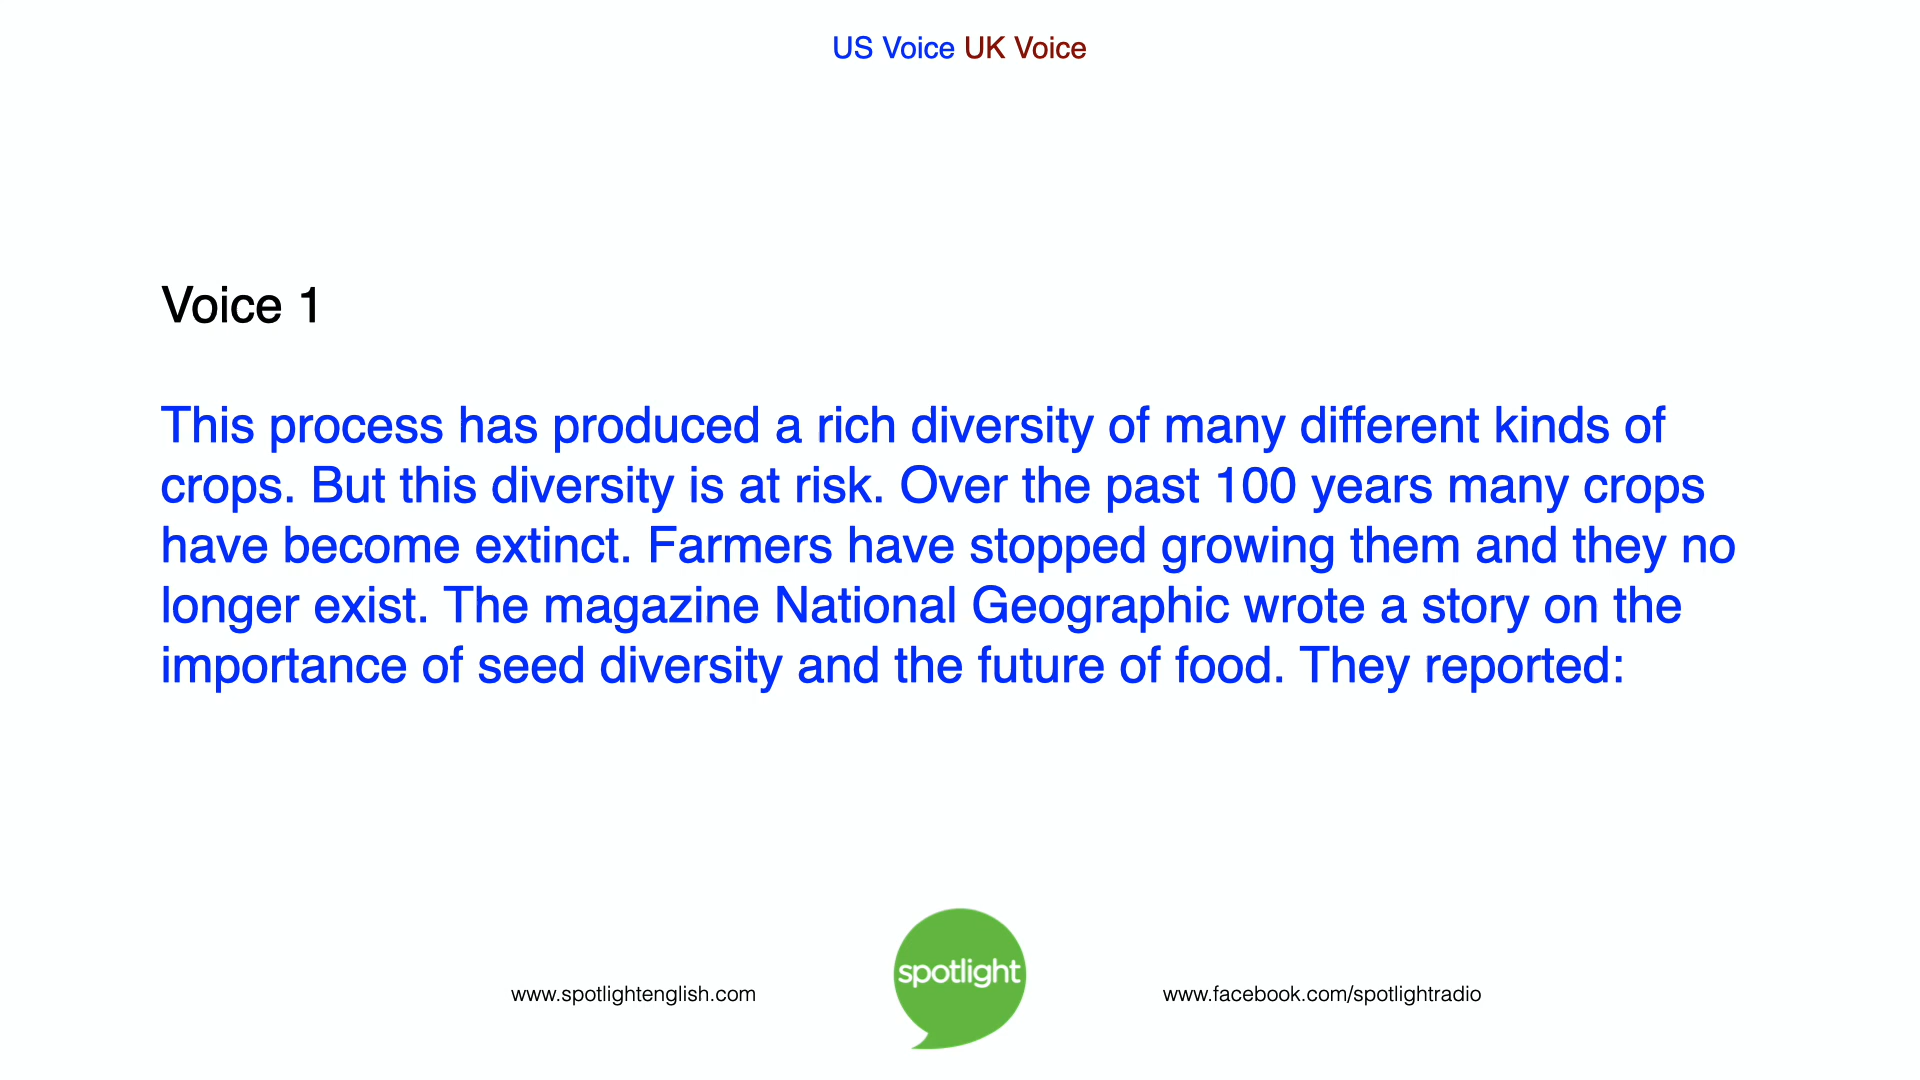 US Voice UK Voice
Voice 1
This process has produced a rich diversity of many different kinds of
crops. But this diversity is at risk. Over the past 100 years many crops
have become extinct. Farmers have stopped growing them and they no
longer exist. The magazine National Geographic wrote a story on the
importance of seed diversity and the future of food. They reported:
spotlight
www.spotlightenglish.com
www.facebook.com/spotlightradio